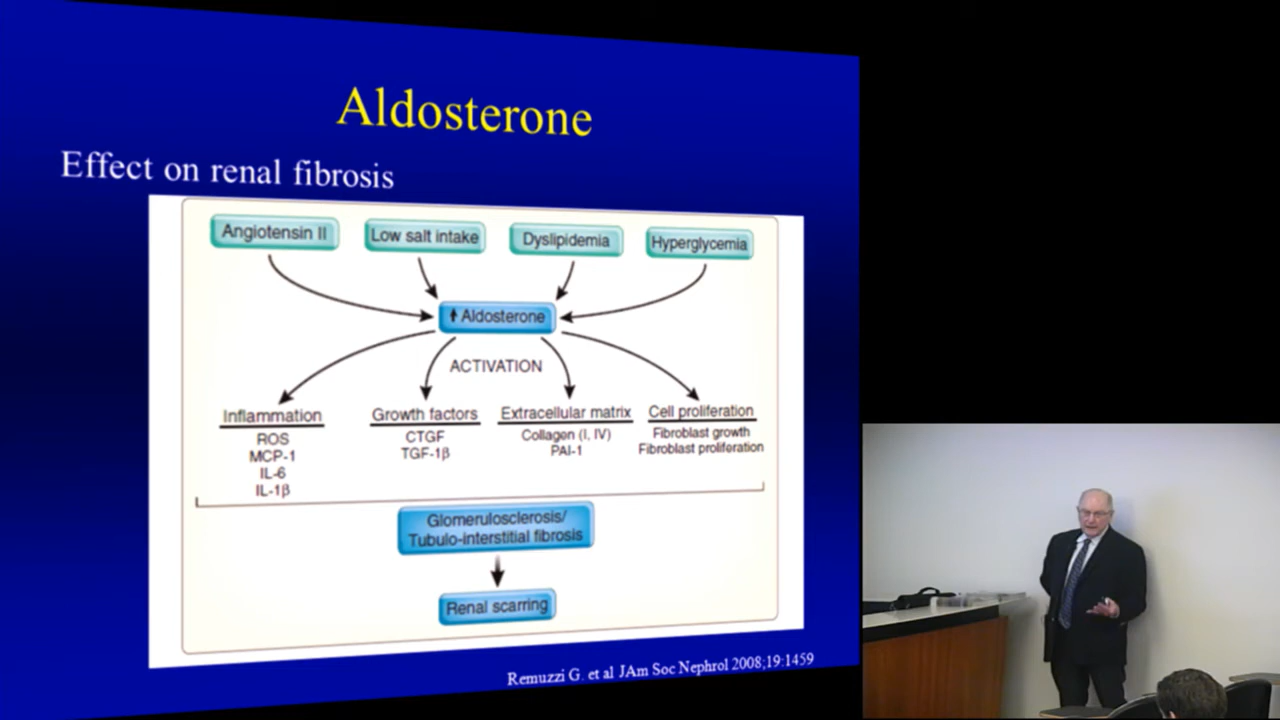 Aldosterone
Effect on renal fibrosis
Angiotensin II
Low salt intake
Dyslipidemia
Hyperglycemia
⬆ Aldosterone
ACTIVATION
Inflammation
ROS
MCP-1
IL-6
IL-1β
Growth factors
CTGF
TGF-1β
Extracellular matrix
Collagen (I, IV)
PAI-1
Cell proliferation
Fibroblast growth
Fibroblast proliferation
Glomerulosclerosis/
Tubulo-interstitial fibrosis
Renal scarring
Remuzzi G. et al JAm Soc Nephrol 2008;19:1459